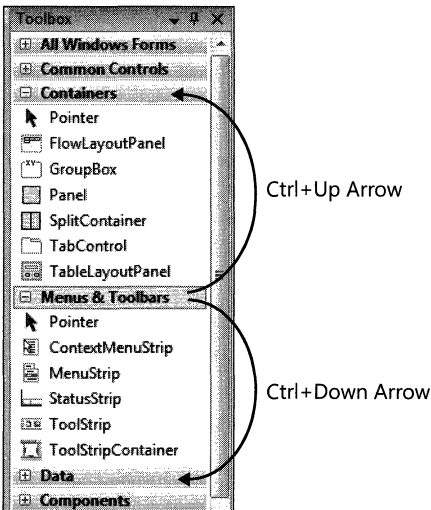 Toolbox
All Windows Forms
Common Controls
Containers
Pointer
FlowLayoutPanel
GroupBox
Panel
SplitContainer
TabControl
TableLayoutPanel
Menus & Toolbars
Pointer
ContextMenuStrip
MenuStrip
StatusStrip
ToolStrip
ToolStripContainer
Data
Components
Ctrl+Up Arrow
Ctrl+Down Arrow